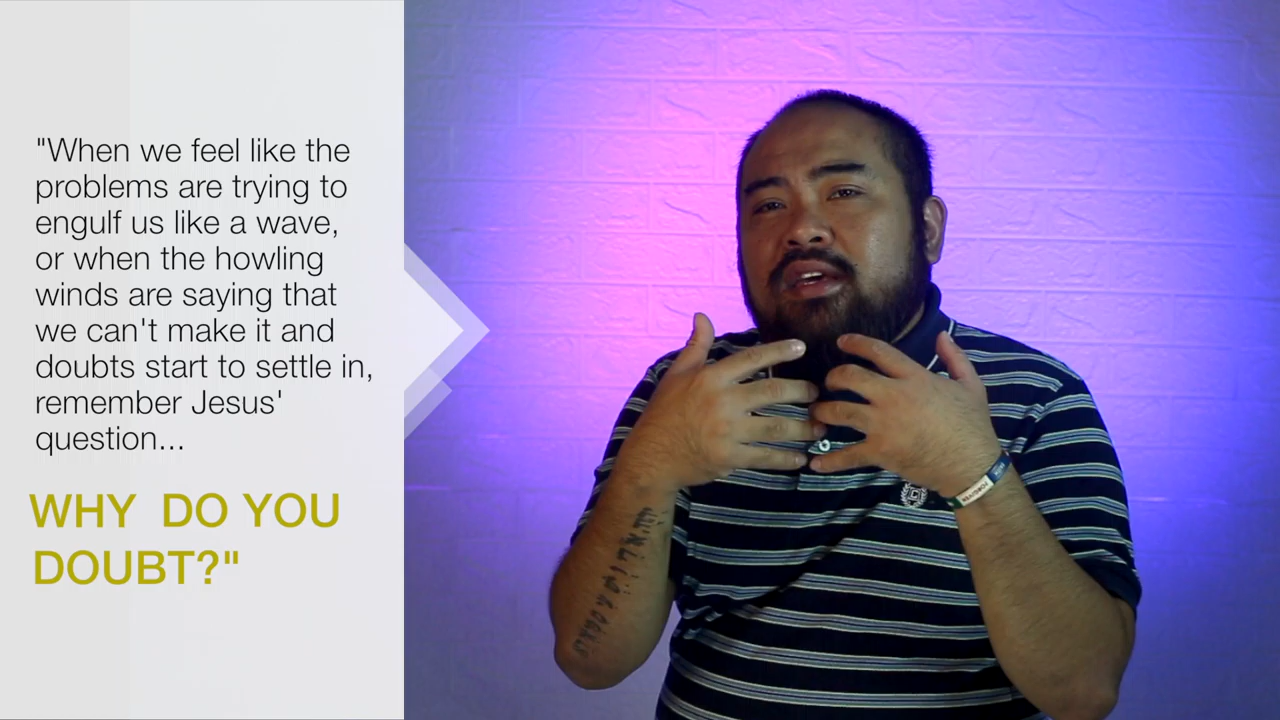 "When we feel like the
problems are trying to
engulf us like a wave,
or when the howling
winds are saying that
we can't make it and
doubts start to settle in,
remember Jesus'
question...
WHY DO YOU
DOUBT?"
FORGIVEN